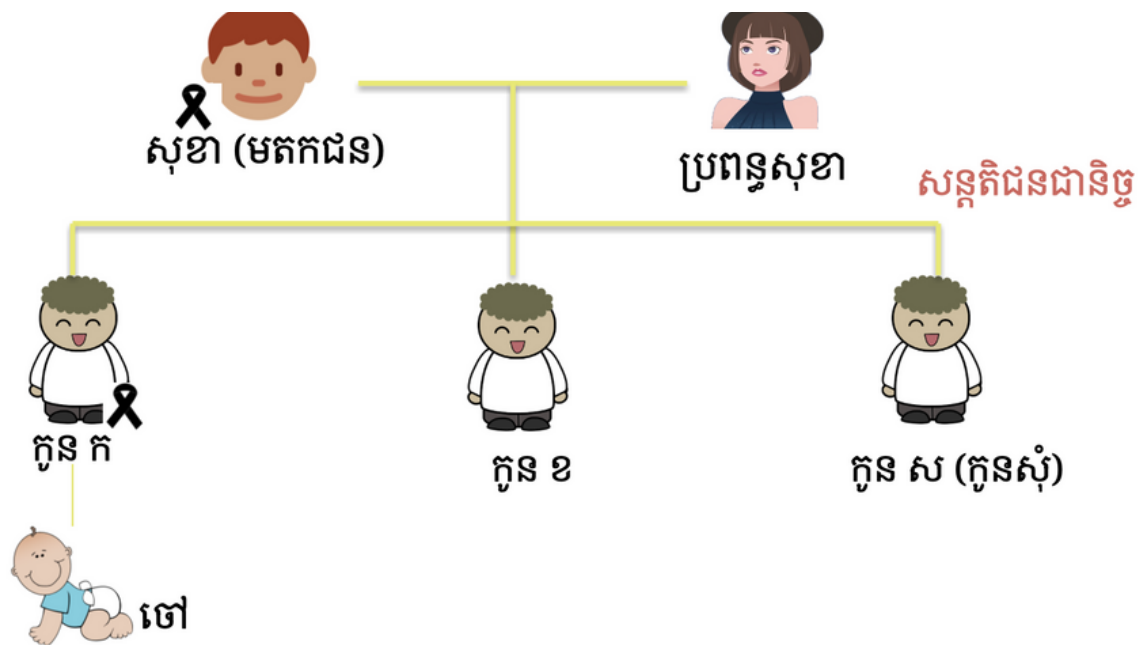 សុខា (មតកជន)
ប្រពន្ធសុខា
សន្តតិជនជានិច្ច
កូន ក
កូន ខ
កូន ស (កូនសុំ)
ចៅ